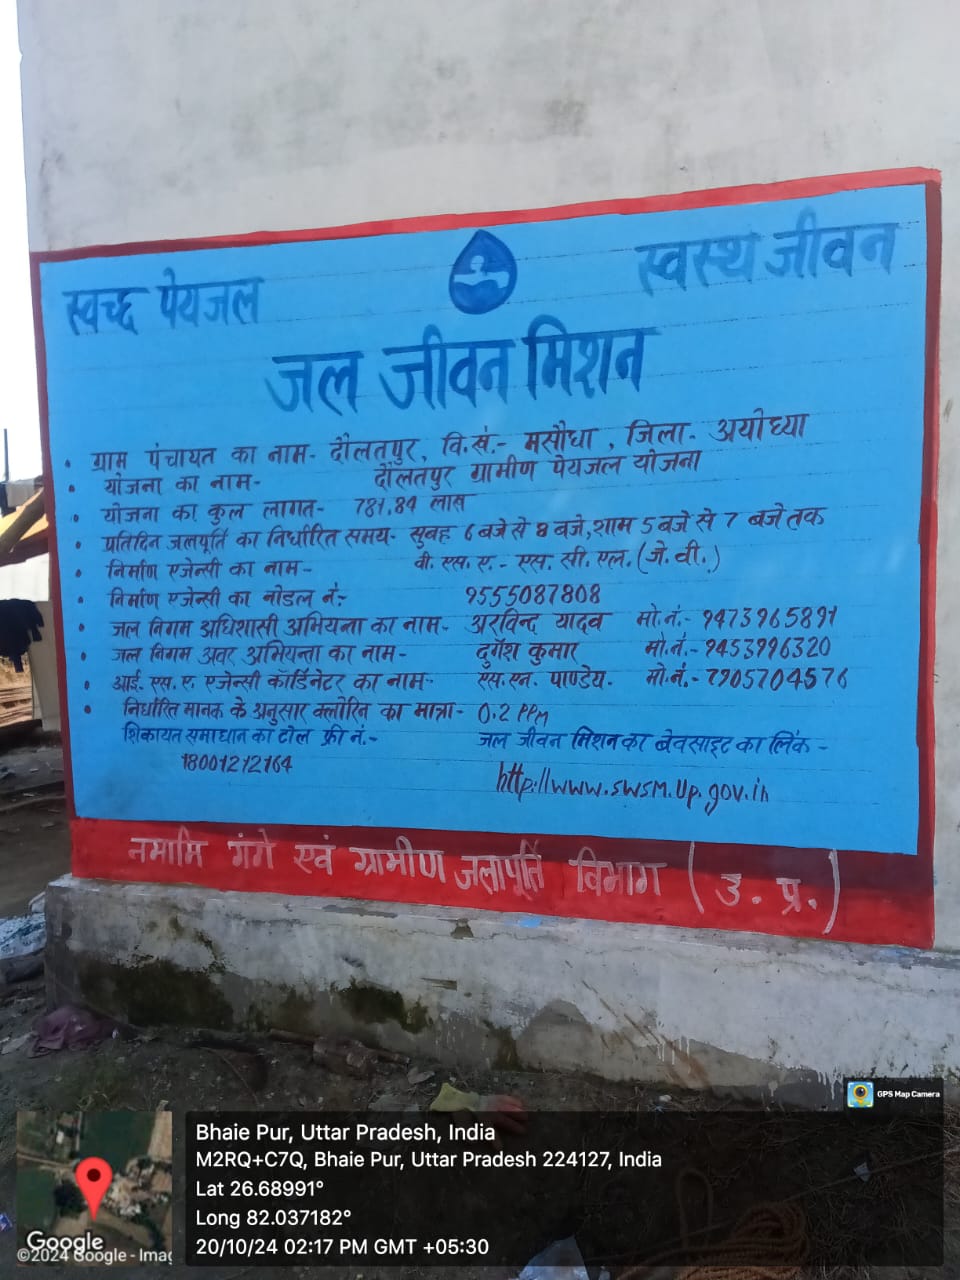 स्वच्छ पेयजल
स्वस्थ जीवन
जल जीवन मिशन
• ग्राम पंचायत का नाम- दौलतपुर, वि.खं.- मसौधा, जिला- अयोध्या
• योजना का नाम- दौलतपुर ग्रामीण पेयजल योजना
• योजना का कुल लागत- 781.84 लाख
• प्रतिदिन जलपूर्ति का निर्धारित समय- सुबह 6 बजे से 8 बजे, शाम 5 बजे से 7 बजे तक
• निर्माण एजेन्सी का नाम- वी. एस. ए. - एस. सी. एल. (जे. वी.)
• निर्माण एजेन्सी का नोडल नं:- 9555087808
• जल निगम अधिशासी अभियन्ता का नाम- अरविन्द यादव मो.नं:- 9473965891
• जल निगम अवर अभियन्ता का नाम- दुर्गेश कुमार मो.नं:- 9453996320
• आई. एस. ए. एजेन्सी कोर्डिनेटर का नाम- एस.एन. पाण्डेय. मो.नं.- 7905704576
• निर्धारित मानक के अनुसार क्लोरिन का मात्रा- 0.2 PPM
शिकायत समाधान का टोल फ्री नं.- जल जीवन मिशन का वेवसाइट का लिंक -
18001212164 http://www.swsm.up.gov.in
नमामि गंगे एवं ग्रामीण जलापूर्ति विभाग (उ. प्र.)
GPS Map Camera
Bhaie Pur, Uttar Pradesh, India
M2RQ+C7Q, Bhaie Pur, Uttar Pradesh 224127, India
Lat 26.68991°
Long 82.037182°
20/10/24 02:17 PM GMT +05:30
Google
©2024 Google - Imag